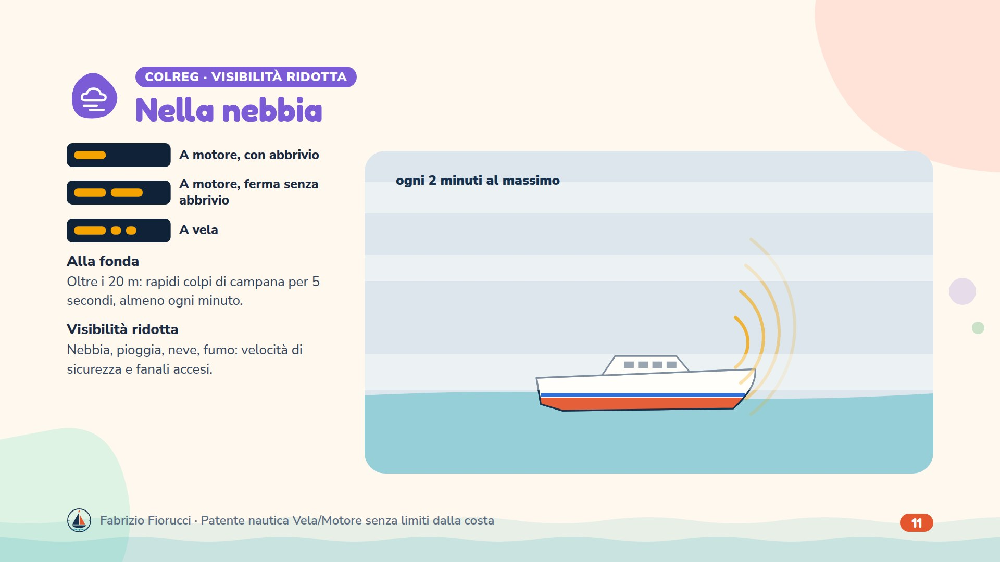 COLREG · VISIBILITÀ RIDOTTA
Nella nebbia
A motore, con abbrivio
A motore, ferma senza
abbrivio
A vela
Alla fonda
Oltre i 20 m: rapidi colpi di campana per 5
secondi, almeno ogni minuto.
Visibilità ridotta
Nebbia, pioggia, neve, fumo: velocità di
sicurezza e fanali accesi.
ogni 2 minuti al massimo
Fabrizio Fiorucci · Patente nautica Vela/Motore senza limiti dalla costa
11